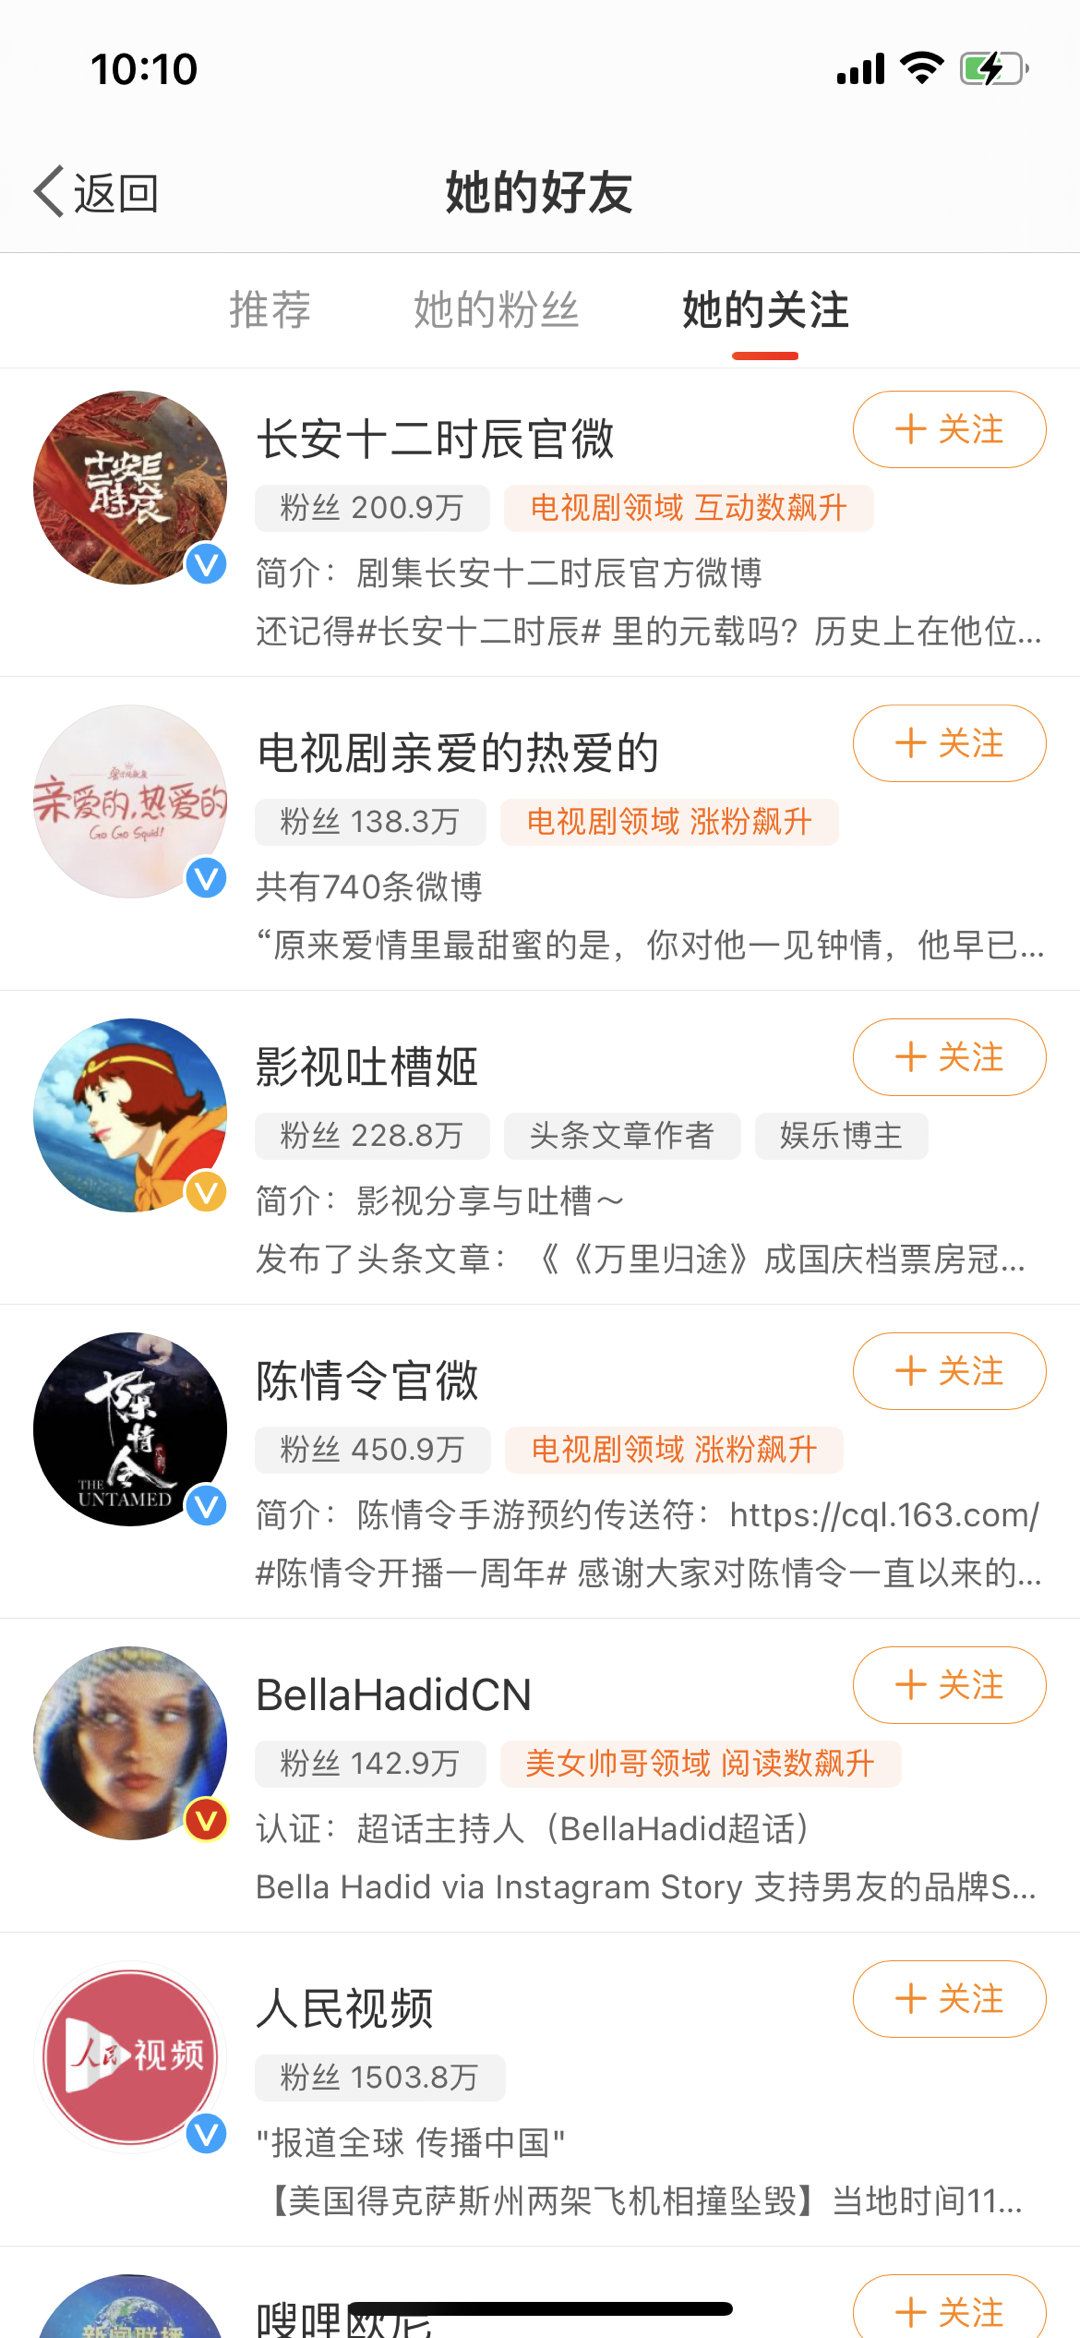 10:10
返回
她的好友
推荐 她的粉丝 她的关注
长安十二时辰
长安十二时辰官微
+ 关注
粉丝 200.9万 电视剧领域 互动数飙升
简介：剧集长安十二时辰官方微博
还记得#长安十二时辰# 里的元载吗？历史上在他位...
亲爱的,热爱的
Go Go Squid!
电视剧亲爱的热爱的
+ 关注
粉丝 138.3万 电视剧领域 涨粉飙升
共有740条微博
“原来爱情里最甜蜜的是，你对他一见钟情，他早已...
影视吐槽姬
+ 关注
粉丝 228.8万 头条文章作者 娱乐博主
简介：影视分享与吐槽～
发布了头条文章：《《万里归途》成国庆档票房冠...
陈情令
THE
UNTAMED
陈情令官微
+ 关注
粉丝 450.9万 电视剧领域 涨粉飙升
简介：陈情令手游预约传送符：https://cql.163.com/
#陈情令开播一周年# 感谢大家对陈情令一直以来的...
BellaHadidCN
+ 关注
粉丝 142.9万 美女帅哥领域 阅读数飙升
认证：超话主持人（BellaHadid超话）
Bella Hadid via Instagram Story 支持男友的品牌S...
人民视频
人民视频
+ 关注
粉丝 1503.8万
"报道全球 传播中国"
【美国得克萨斯州两架飞机相撞坠毁】当地时间11...
新闻联播
嗖哩欧尼
+ 关注